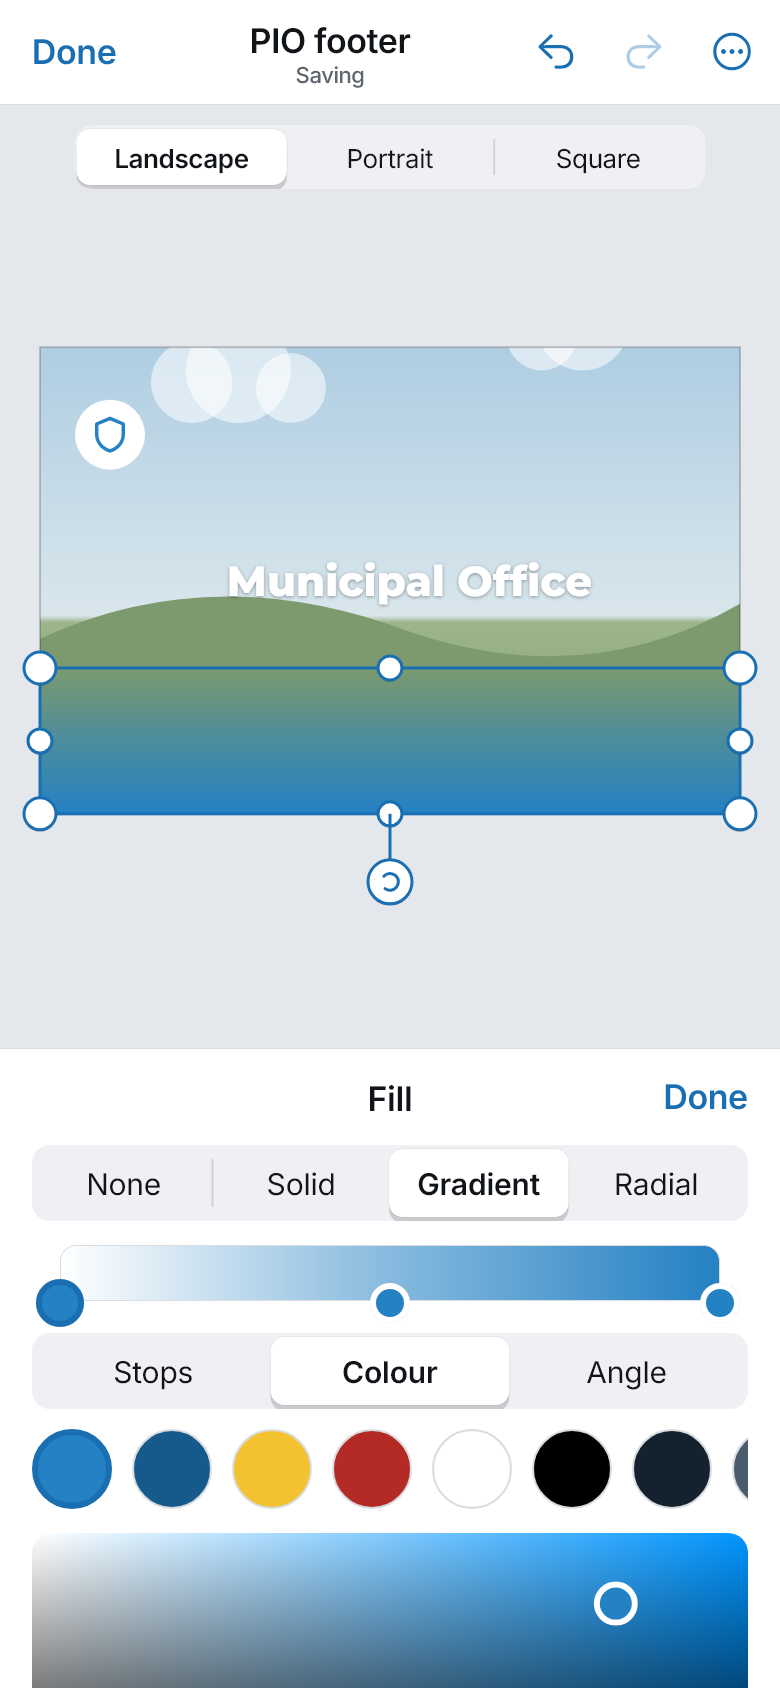 Done
PIO footer
Saving
Landscape
Portrait
Square
Municipal Office
Fill
Done
None
Solid
Gradient
Radial
Stops
Colour
Angle